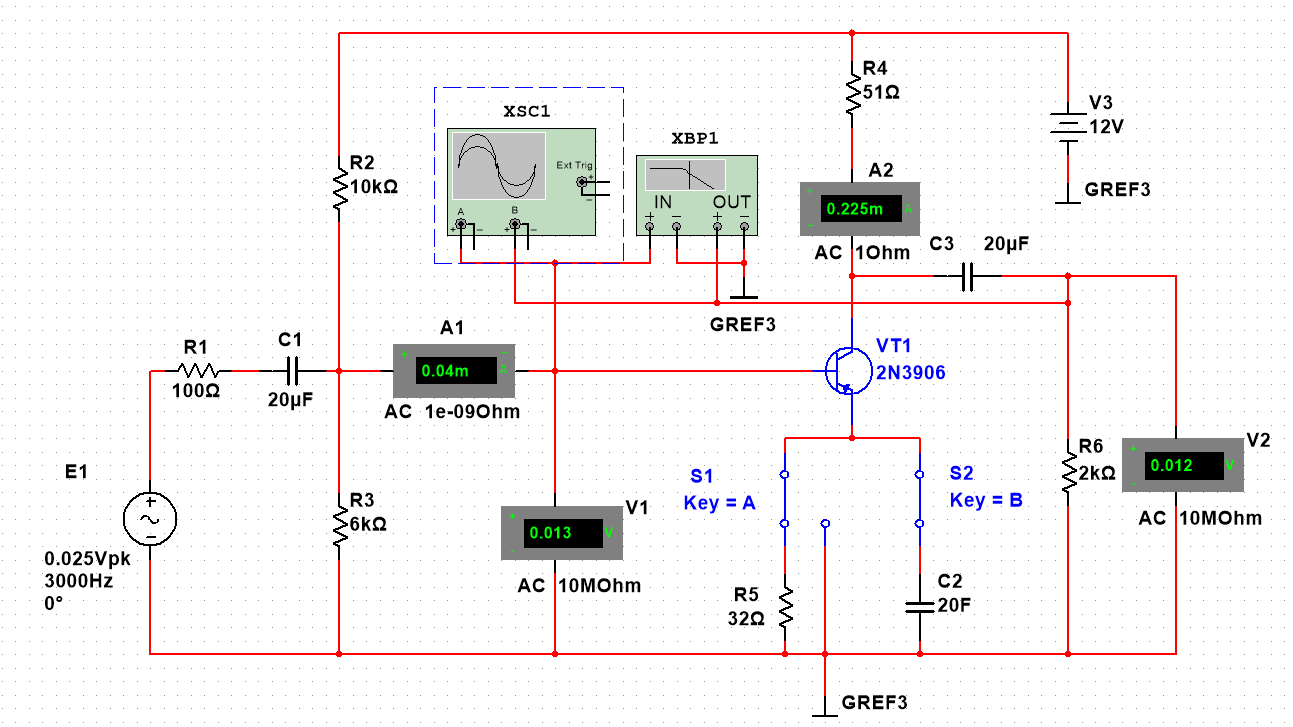 R4
51Ω
V3
12V
XSC1
Ext Trig
A
B
XBP1
IN
OUT
R2
10kΩ
A2
0.225m
A
AC 1Ohm
GREF3
C3
20µF
GREF3
A1
0.04m
A
AC 1e-09Ohm
R1
100Ω
C1
20µF
VT1
2N3906
E1
0.025Vpk
3000Hz
0°
R3
6kΩ
V1
0.013
V
AC 10MOhm
S1
Key = A
S2
Key = B
R6
2kΩ
V2
0.012
V
AC 10MOhm
R5
32Ω
C2
20F
GREF3